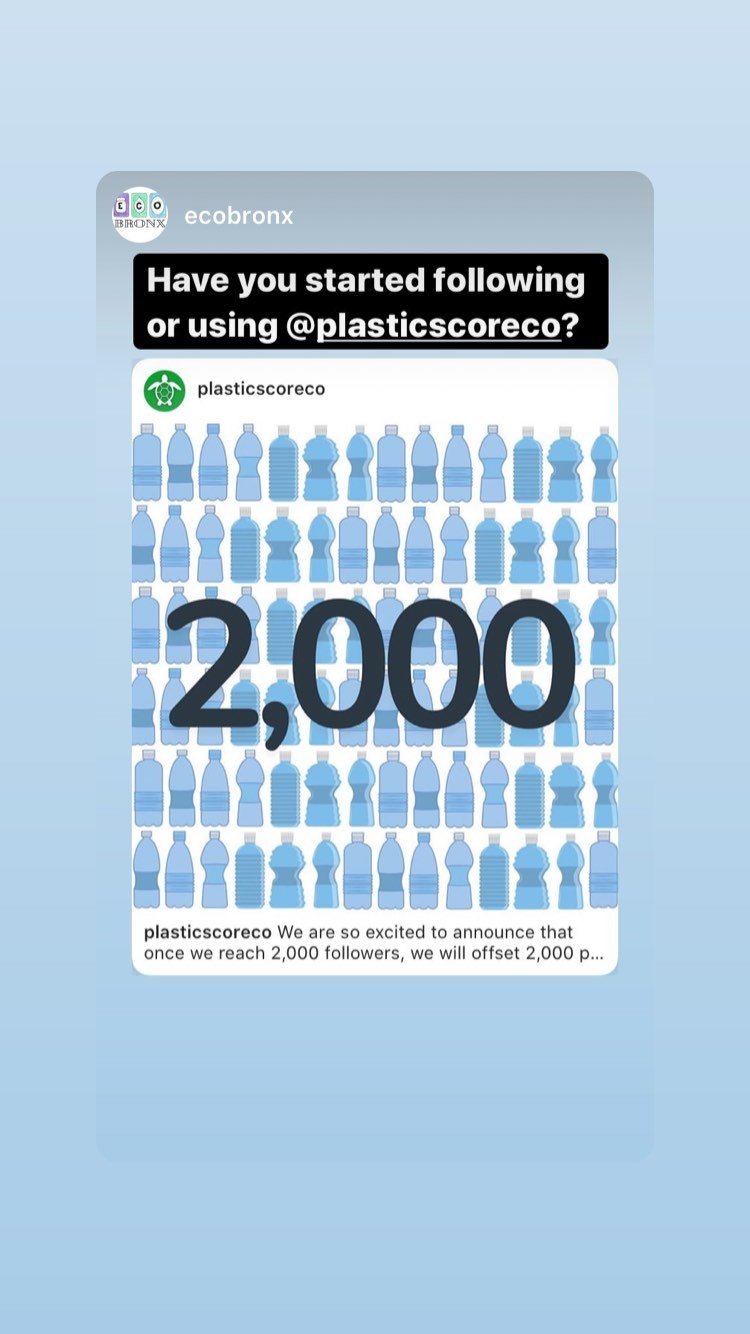 ECO
BRONX
ecobronx
Have you started following
or using @plasticscoreco?
plasticscoreco
2,000
plasticscoreco We are so excited to announce that
once we reach 2,000 followers, we will offset 2,000 p...